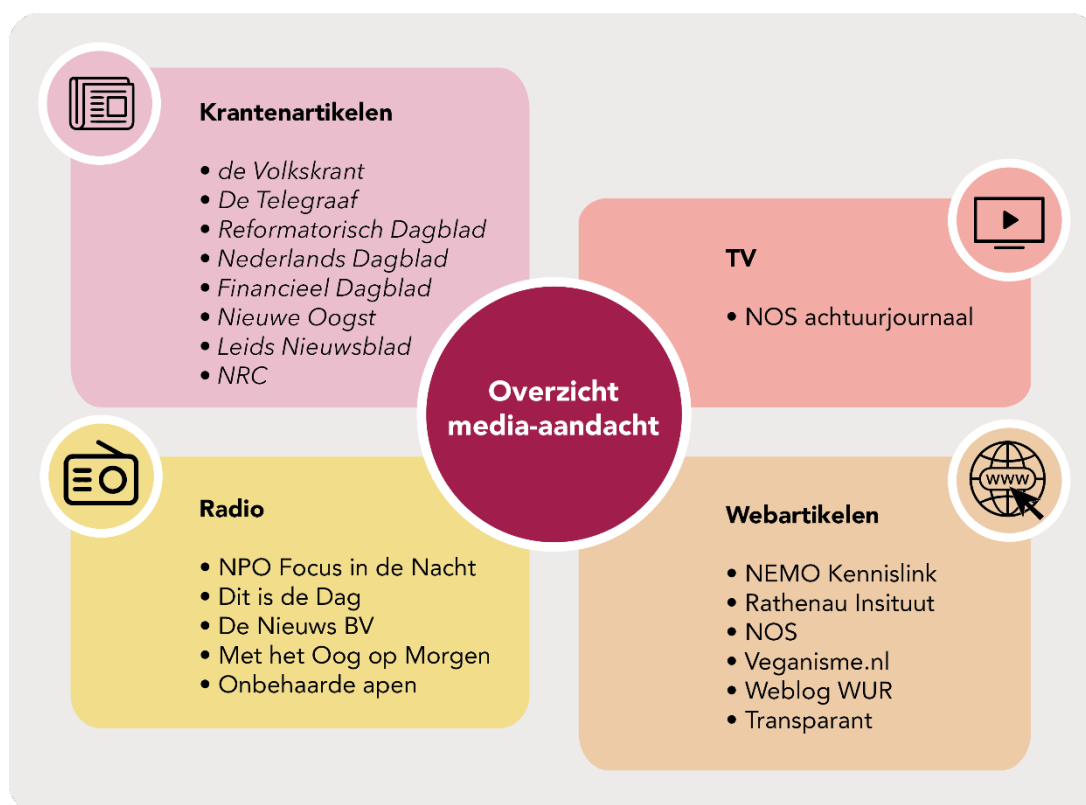 Krantenartikelen
• de Volkskrant
• De Telegraaf
• Reformatorisch Dagblad
• Nederlands Dagblad
• Financieel Dagblad
• Nieuwe Oogst
• Leids Nieuwsblad
• NRC
TV
• NOS achtuurjournaal
Overzicht
media-aandacht
Radio
• NPO Focus in de Nacht
• Dit is de Dag
• De Nieuws BV
• Met het Oog op Morgen
• Onbehaarde apen
www
Webartikelen
• NEMO Kennislink
• Rathenau Insituut
• NOS
• Veganisme.nl
• Weblog WUR
• Transparant